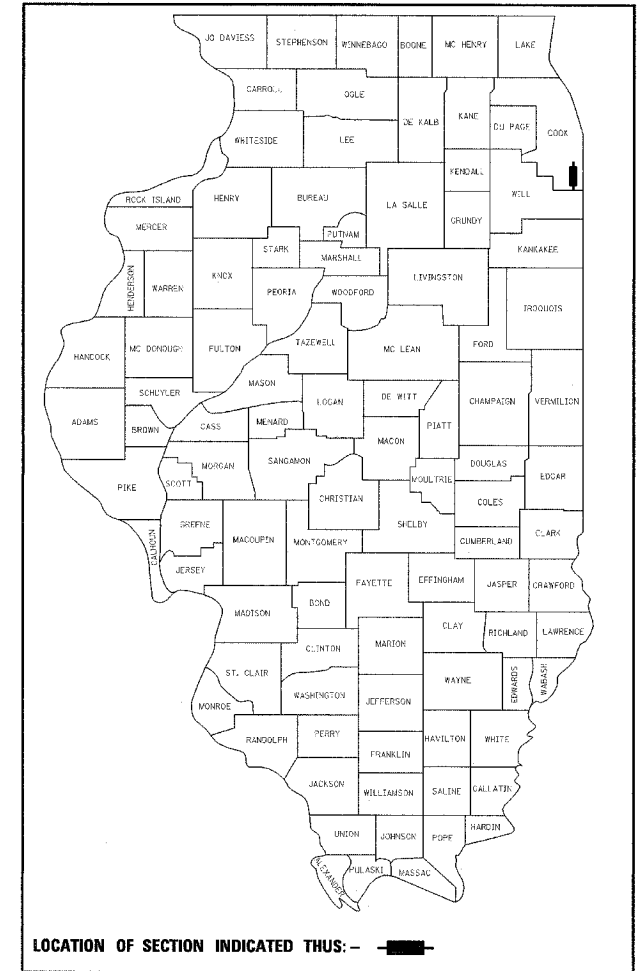 JO DAVIESS STEPHENSON WINNEBAGO BOONE MC HENRY LAKE
CARROLL OGLE DE KALB KANE DU PAGE COOK
WHITESIDE LEE KENDALL WILL
ROCK ISLAND HENRY BUREAU LA SALLE GRUNDY
MERCER PUTNAM KANKAKEE
STARK MARSHALL LIVINGSTON
HENDERSON WARREN KNOX PEORIA WOODFORD IROQUOIS
HANCOCK MC DONOUGH FULTON TAZEWELL MC LEAN FORD
SCHUYLER MASON LOGAN DE WITT CHAMPAIGN VERMILION
ADAMS BROWN CASS MENARD MACON PIATT
SANGAMON DOUGLAS
PIKE SCOTT MORGAN CHRISTIAN MOULTRIE COLES EDGAR
GREENE MACOUPIN MONTGOMERY SHELBY CUMBERLAND CLARK
CALHOUN JERSEY FAYETTE EFFINGHAM JASPER CRAWFORD
MADISON BOND CLAY RICHLAND LAWRENCE
CLINTON MARION
ST. CLAIR WASHINGTON WAYNE EDWARDS WABASH
MONROE JEFFERSON
RANDOLPH PERRY HAVILTON WHITE
FRANKLIN
JACKSON WILLIAMSON SALINE GALLATIN
UNION JOHNSON POPE HARDIN
ALEXANDER PULASKI MASSAC
LOCATION OF SECTION INDICATED THUS:-